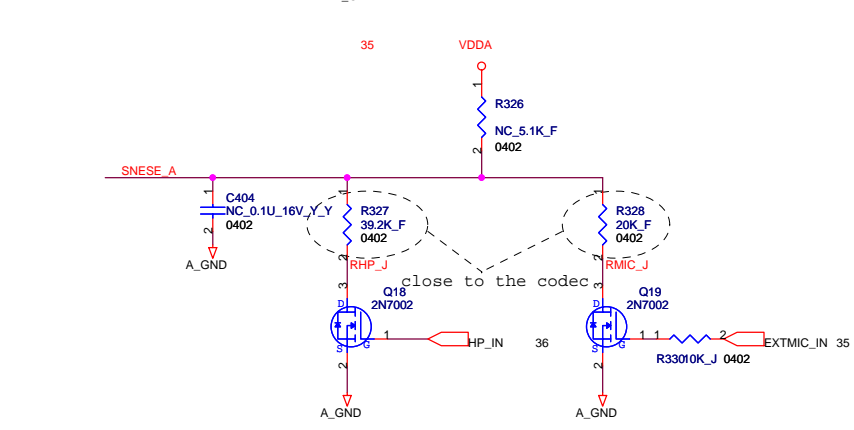 35
VDDA
1
R326
NC_5.1K_F
2
0402
SNESE_A
1
C404
NC_0.1U_16V_Y_Y
0402
2
A_GND
1
R327
39.2K_F
0402
2
RHP_J
1
R328
20K_F
0402
2
RMIC_J
close to the codec
3
Q18
2N7002
D
S
G
1
HP_IN
36
2
A_GND
3
Q19
2N7002
D
S
G
1
1
2
EXTMIC_IN
35
R330
10K_J
0402
2
A_GND